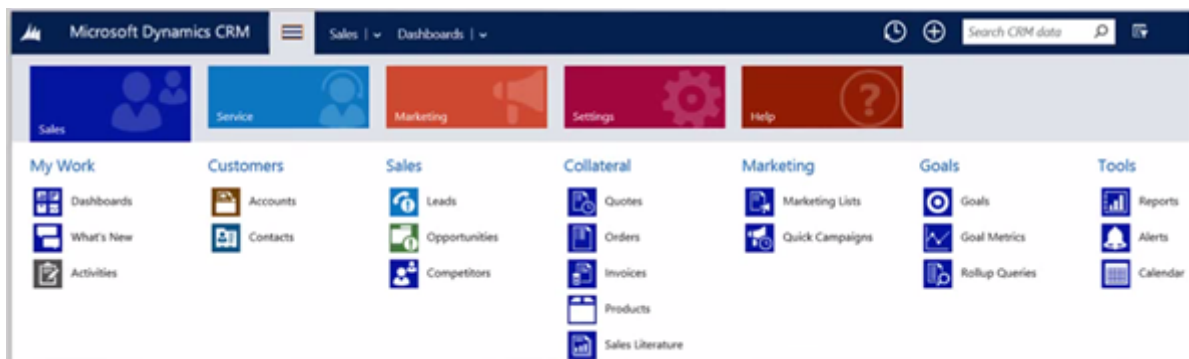 Microsoft Dynamics CRM Sales | Dashboards | Search CRM data
Sales Service Marketing Settings Help ?
My Work Customers Sales Collateral Marketing Goals Tools
Dashboards Accounts Leads Quotes Marketing Lists Goals Reports
What's New Contacts Opportunities Orders Quick Campaigns Goal Metrics Alerts
Activities Competitors Invoices Rollup Queries Calendar
Products
Sales Literature